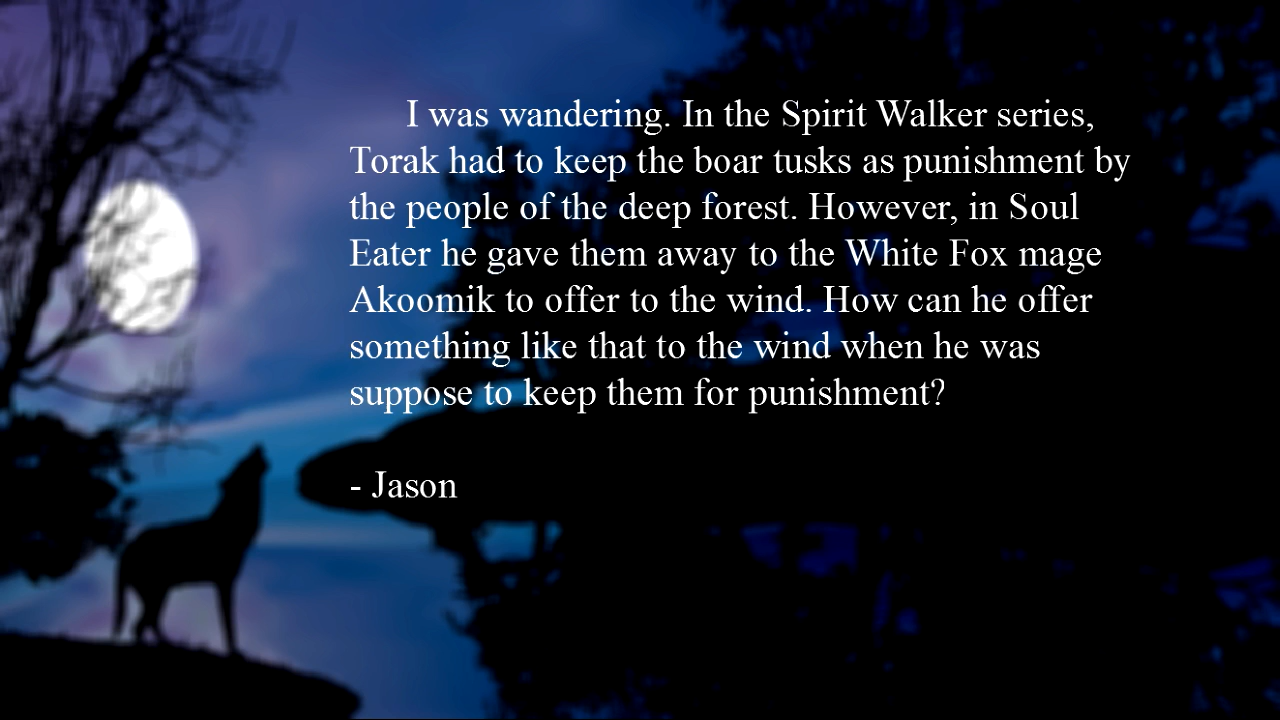 I was wandering. In the Spirit Walker series,
Torak had to keep the boar tusks as punishment by
the people of the deep forest. However, in Soul
Eater he gave them away to the White Fox mage
Akoomik to offer to the wind. How can he offer
something like that to the wind when he was
suppose to keep them for punishment?
- Jason